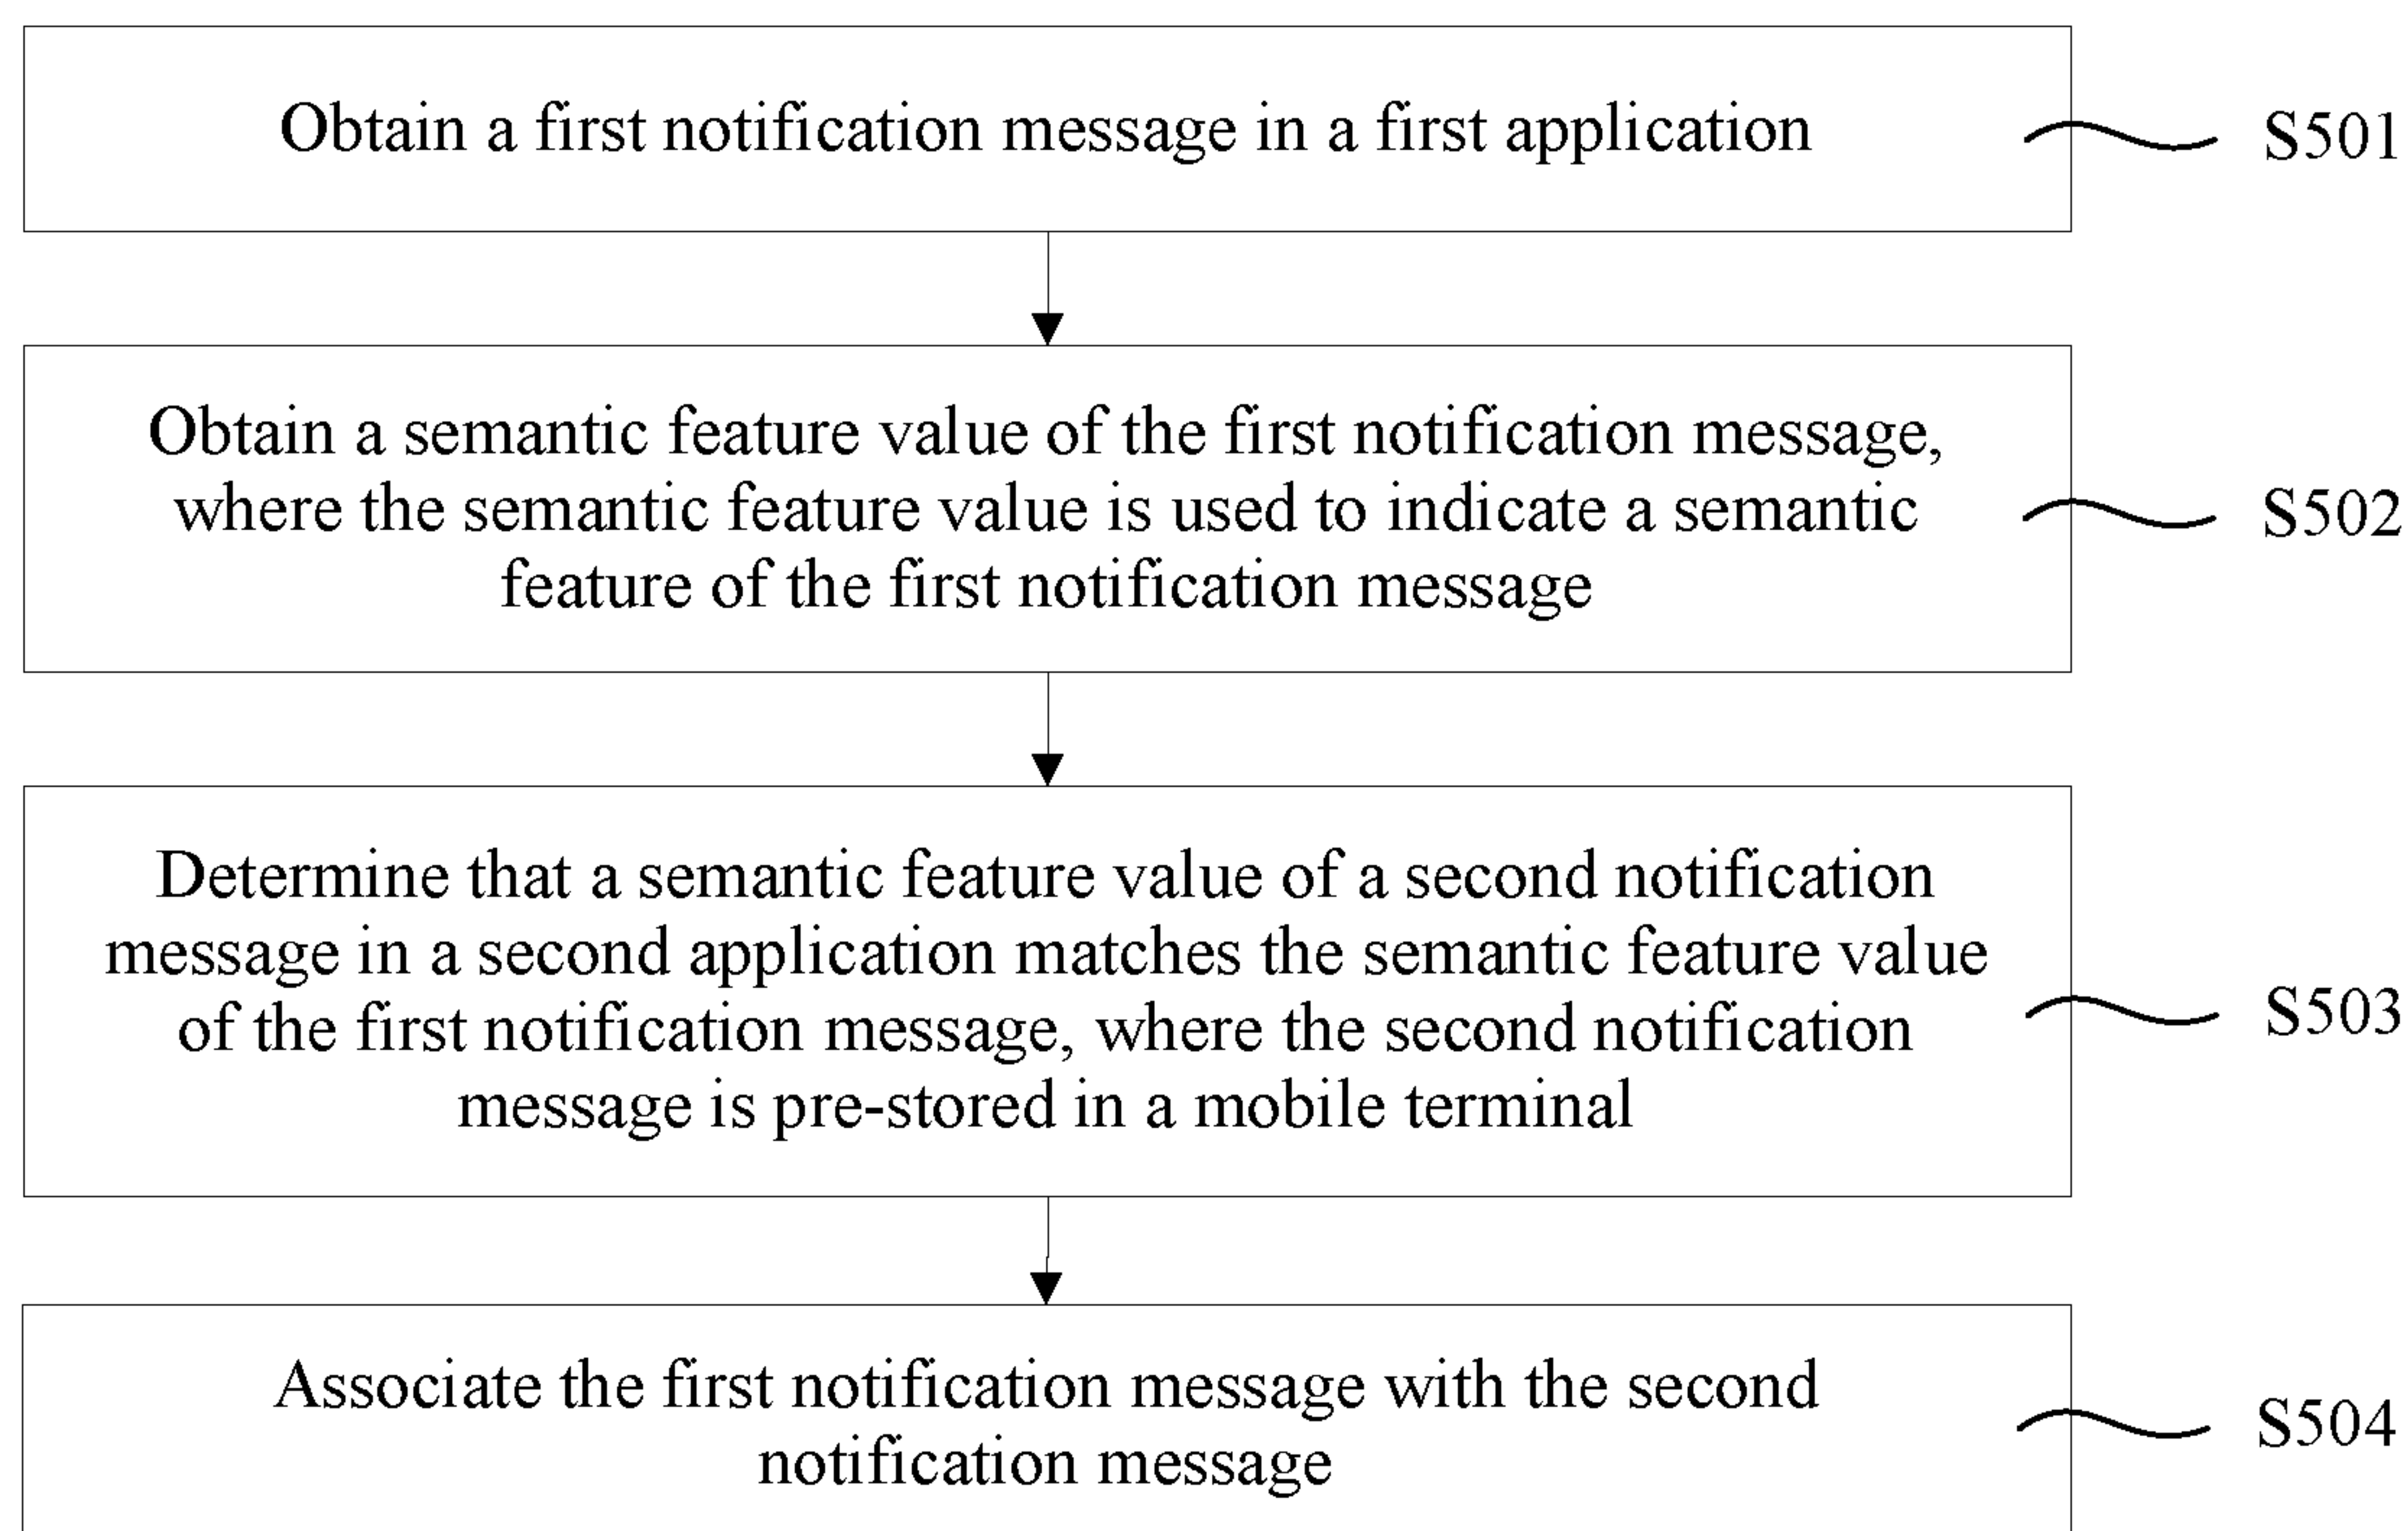 Obtain a first notification message in a first application
S501
Obtain a semantic feature value of the first notification message,
where the semantic feature value is used to indicate a semantic
feature of the first notification message
S502
Determine that a semantic feature value of a second notification
message in a second application matches the semantic feature value
of the first notification message, where the second notification
message is pre-stored in a mobile terminal
S503
Associate the first notification message with the second
notification message
S504